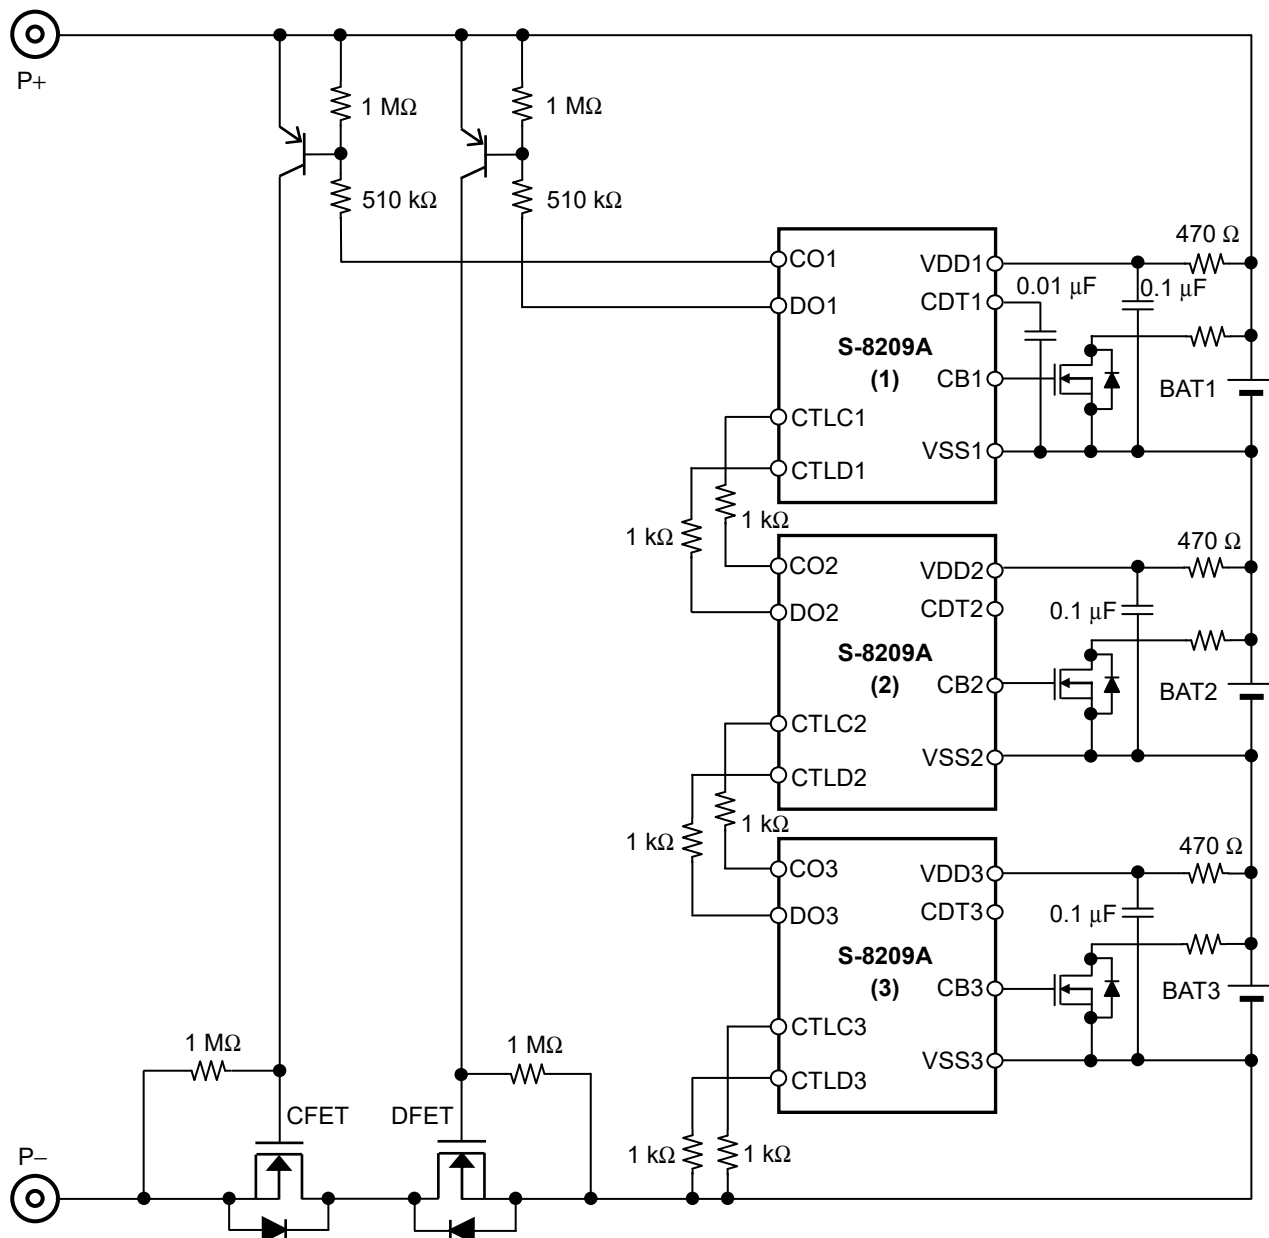 P+
1 MΩ
1 MΩ
510 kΩ
510 kΩ
470 Ω
CO1
VDD1
0.01 μF
0.1 μF
DO1
CDT1
S-8209A
(1)
CB1
BAT1
CTLC1
VSS1
CTLD1
1 kΩ
1 kΩ
470 Ω
CO2
VDD2
DO2
CDT2
0.1 μF
S-8209A
(2)
CB2
BAT2
CTLC2
VSS2
CTLD2
1 kΩ
1 kΩ
470 Ω
CO3
VDD3
DO3
CDT3
0.1 μF
S-8209A
(3)
CB3
BAT3
CTLC3
VSS3
CTLD3
1 MΩ
1 MΩ
CFET
DFET
1 kΩ
1 kΩ
P−